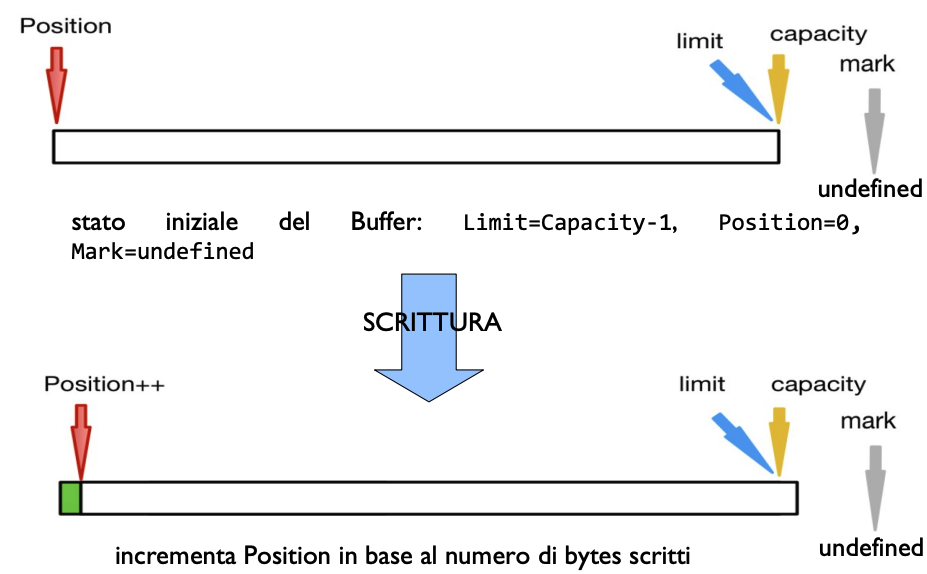 Position
limit
capacity
mark
undefined
stato iniziale del Buffer: Limit=Capacity-1, Position=0,
Mark=undefined
SCRITTURA
Position++
limit
capacity
mark
undefined
incrementa Position in base al numero di bytes scritti